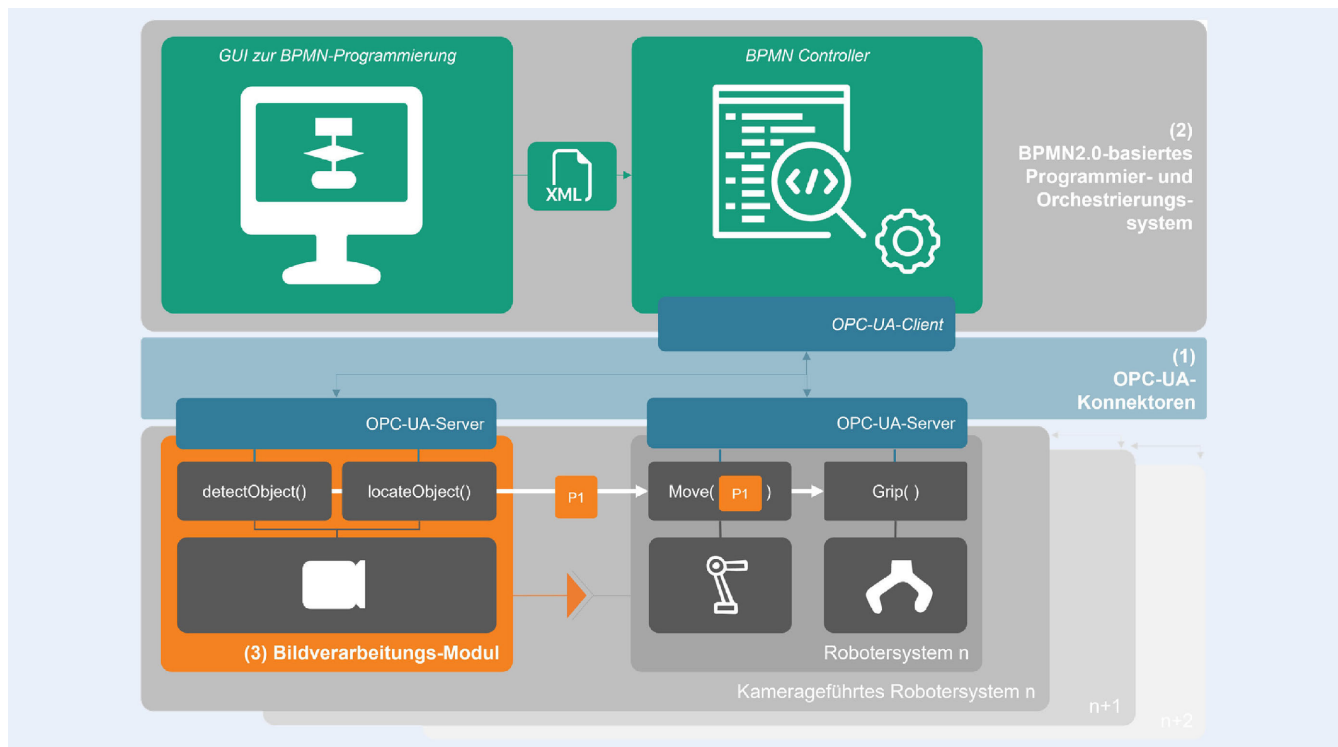 GUI zur BPMN-Programmierung
BPMN Controller
XML
(2)
BPMN2.0-basiertes
Programmier- und
Orchestrierungs-
system
OPC-UA-Client
(1)
OPC-UA-
Konnektoren
OPC-UA-Server
OPC-UA-Server
detectObject()
locateObject()
P1
Move( P1 )
Grip( )
(3) Bildverarbeitungs-Modul
Robotersystem n
Kamerageführtes Robotersystem n
n+1
n+2